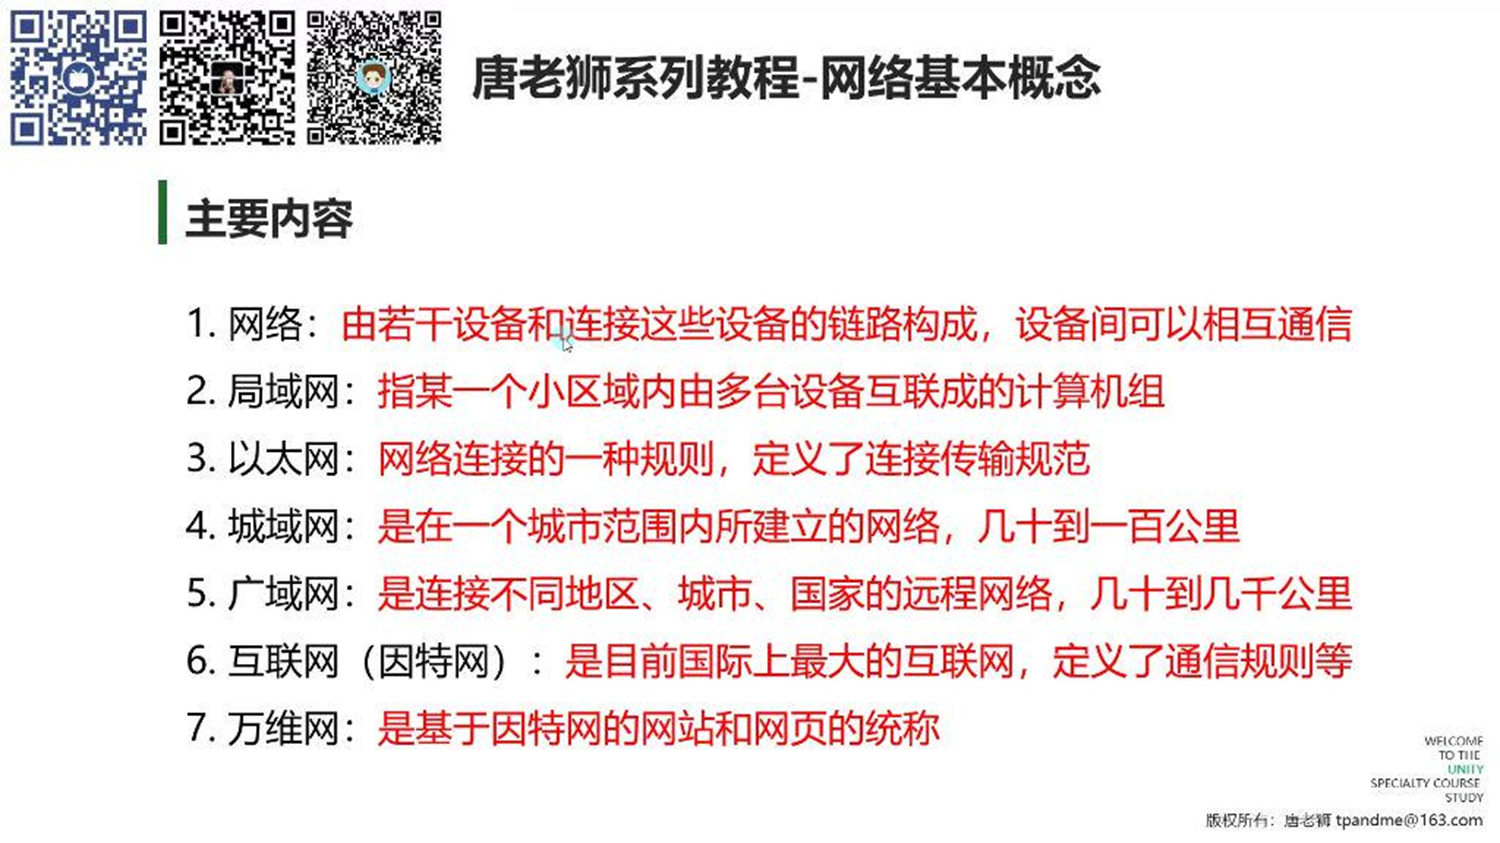 唐老狮系列教程-网络基本概念
主要内容
1. 网络：由若干设备和连接这些设备的链路构成，设备间可以相互通信
2. 局域网：指某一个小区域内由多台设备互联成的计算机组
3. 以太网：网络连接的一种规则，定义了连接传输规范
4. 城域网：是在一个城市范围内所建立的网络，几十到一百公里
5. 广域网：是连接不同地区、城市、国家的远程网络，几十到几千公里
6. 互联网（因特网）：是目前国际上最大的互联网，定义了通信规则等
7. 万维网：是基于因特网的网站和网页的统称
WELCOME
TO THE
UNITY
SPECIALTY COURSE
STUDY
版权所有：唐老狮 tpandme@163.com